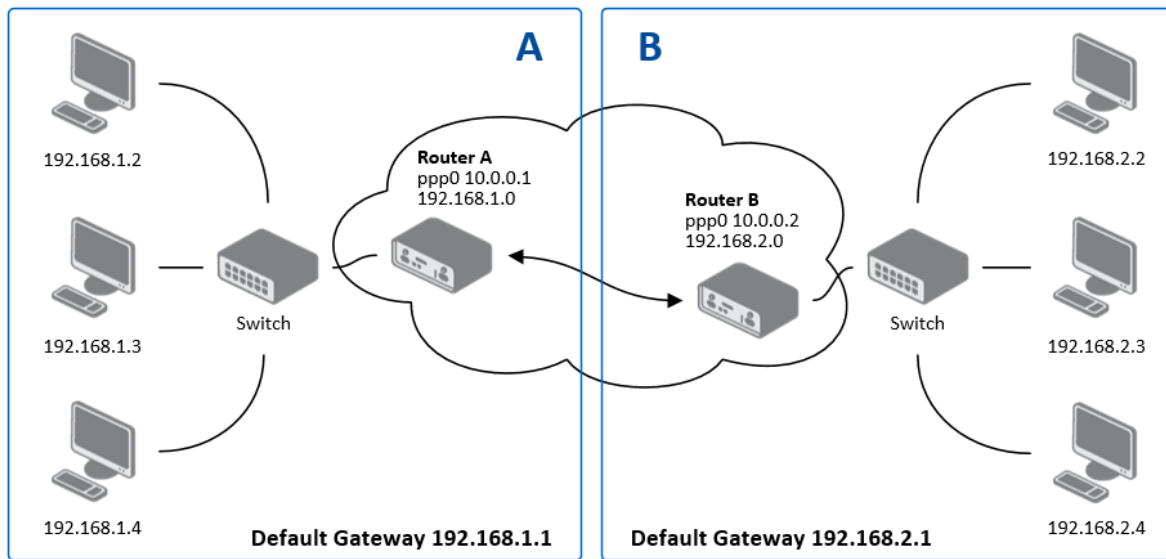 A
B
192.168.1.2
192.168.1.3
192.168.1.4
Switch
Router A
ppp0 10.0.0.1
192.168.1.0
Router B
ppp0 10.0.0.2
192.168.2.0
Switch
192.168.2.2
192.168.2.3
192.168.2.4
Default Gateway 192.168.1.1
Default Gateway 192.168.2.1